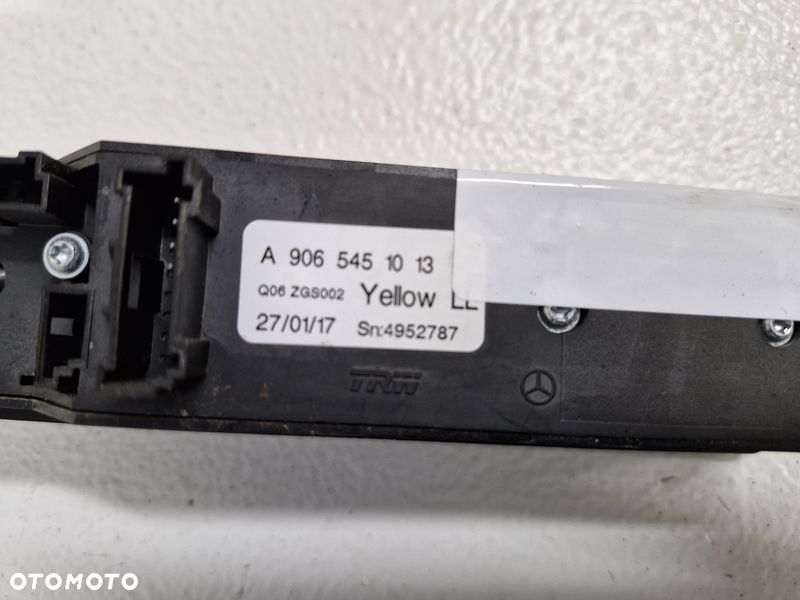 A 906 545 10 13
Q06 ZGS002 Yellow LL
27/01/17 Sn:4952787
TRW
OTOMOTO